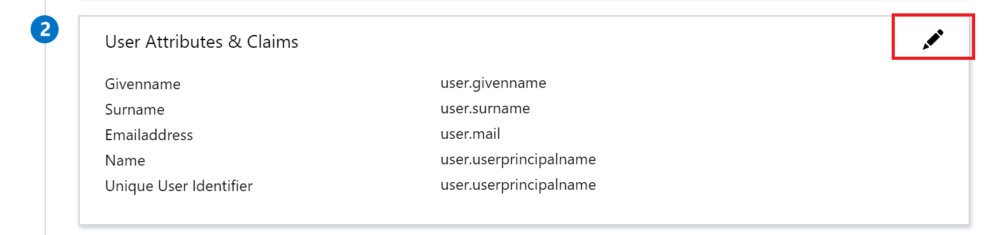 2
User Attributes & Claims
Givenname user.givenname
Surname user.surname
Emailaddress user.mail
Name user.userprincipalname
Unique User Identifier user.userprincipalname